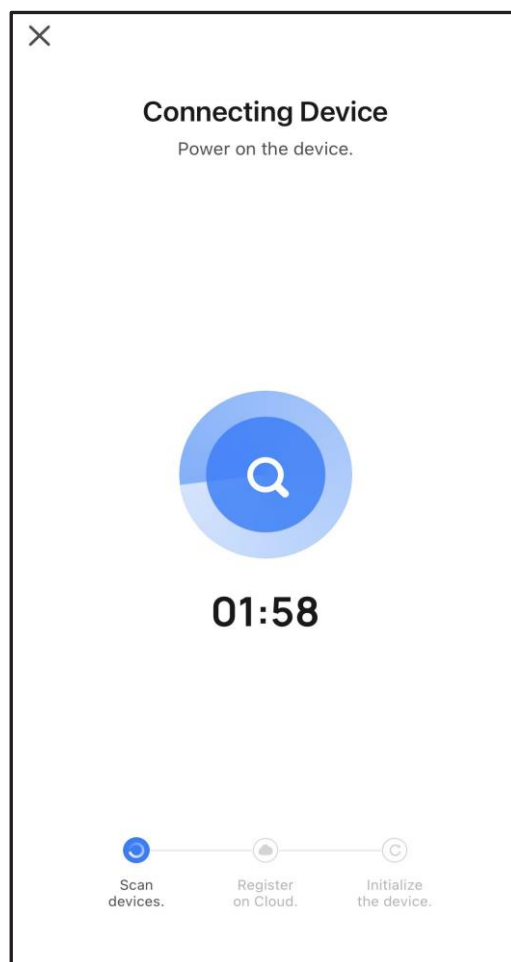 Connecting Device
Power on the device.
01:58
Scan
devices.
Register
on Cloud.
Initialize
the device.